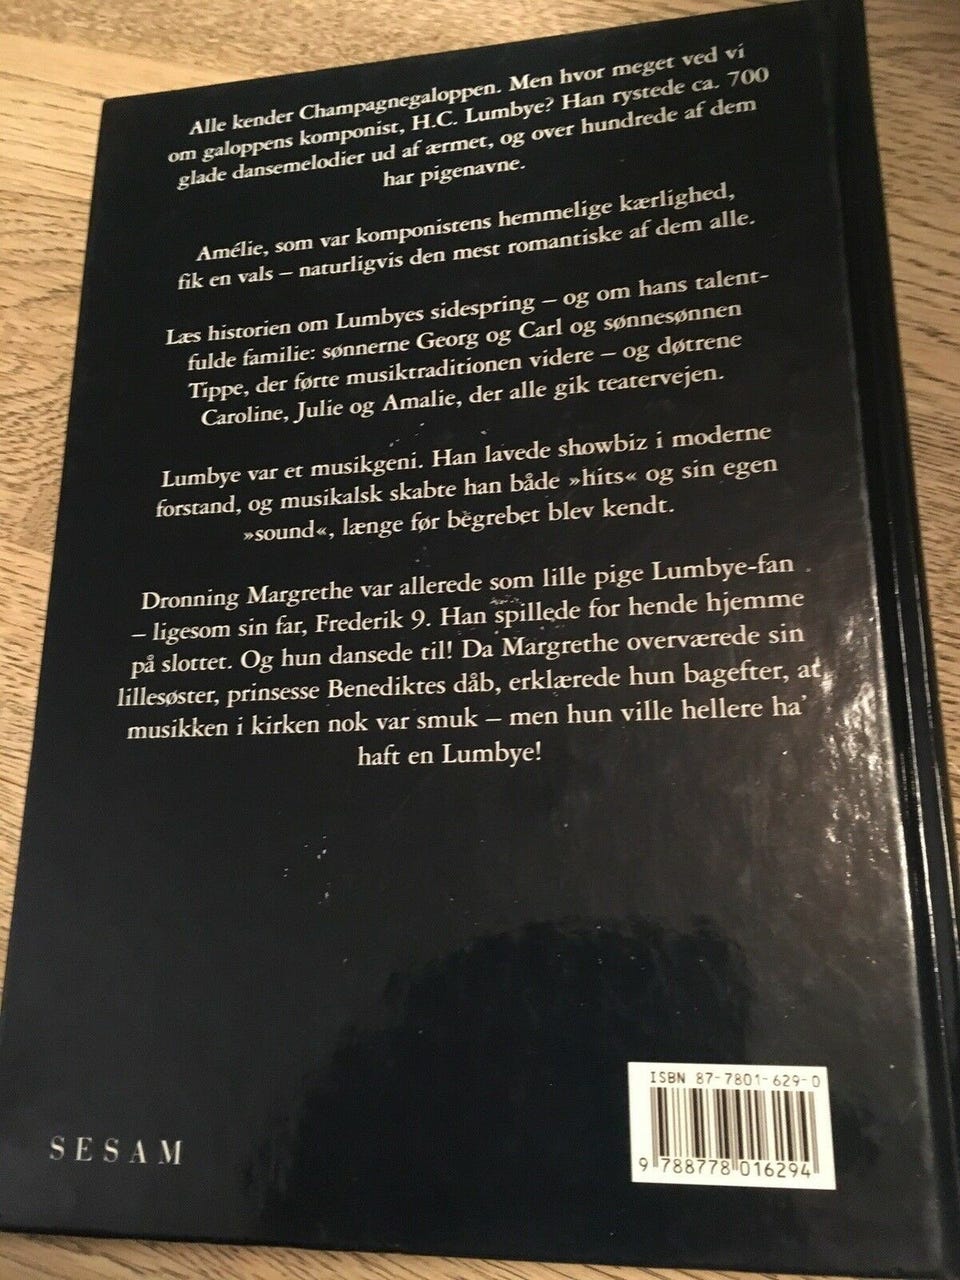 Alle kender Champagnegaloppen. Men hvor meget ved vi
om galoppens komponist, H.C. Lumbye? Han rystede ca. 700
glade dansemelodier ud af ærmet, og over hundrede af dem
har pigenavne.
Amélie, som var komponistens hemmelige kærlighed,
fik en vals – naturligvis den mest romantiske af dem alle.
Læs historien om Lumbyes sidespring – og om hans talent-
fulde familie: sønnerne Georg og Carl og sønnesønnen
Tippe, der førte musiktraditionen videre – og døtrene
Caroline, Julie og Amalie, der alle gik teatervejen.
Lumbye var et musikgeni. Han lavede showbiz i moderne
forstand, og musikalsk skabte han både »hits« og sin egen
»sound«, længe før begrebet blev kendt.
Dronning Margrethe var allerede som lille pige Lumbye-fan
– ligesom sin far, Frederik 9. Han spillede for hende hjemme
på slottet. Og hun dansede til! Da Margrethe overværede sin
lillesøster, prinsesse Benediktes dåb, erklærede hun bagefter, at
musikken i kirken nok var smuk – men hun ville hellere ha'
haft en Lumbye!
SESAM
ISBN 87-7801-629-0
9 788778 016294